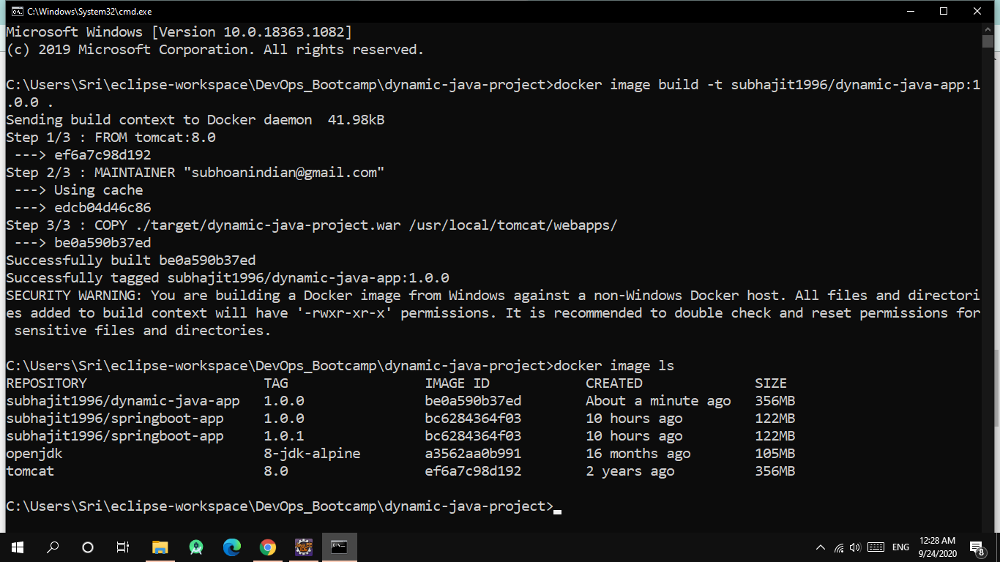 C:\Windows\System32\cmd.exe
Microsoft Windows [Version 10.0.18363.1082]
(c) 2019 Microsoft Corporation. All rights reserved.
C:\Users\Sri\eclipse-workspace\DevOps_Bootcamp\dynamic-java-project>docker image build -t subhajit1996/dynamic-java-app:1
.0.0 .
Sending build context to Docker daemon  41.98kB
Step 1/3 : FROM tomcat:8.0
 ---> ef6a7c98d192
Step 2/3 : MAINTAINER "subhoanindian@gmail.com"
 ---> Using cache
 ---> edcb04d46c86
Step 3/3 : COPY ./target/dynamic-java-project.war /usr/local/tomcat/webapps/
 ---> be0a590b37ed
Successfully built be0a590b37ed
Successfully tagged subhajit1996/dynamic-java-app:1.0.0
SECURITY WARNING: You are building a Docker image from Windows against a non-Windows Docker host. All files and directori
es added to build context will have '-rwxr-xr-x' permissions. It is recommended to double check and reset permissions for
 sensitive files and directories.
C:\Users\Sri\eclipse-workspace\DevOps_Bootcamp\dynamic-java-project>docker image ls
REPOSITORY                      TAG                 IMAGE ID            CREATED              SIZE
subhajit1996/dynamic-java-app   1.0.0               be0a590b37ed        About a minute ago   356MB
subhajit1996/springboot-app     1.0.0               bc6284364f03        10 hours ago         122MB
subhajit1996/springboot-app     1.0.1               bc6284364f03        10 hours ago         122MB
openjdk                         8-jdk-alpine        a3562aa0b991        16 months ago        105MB
tomcat                          8.0                 ef6a7c98d192        2 years ago          356MB
C:\Users\Sri\eclipse-workspace\DevOps_Bootcamp\dynamic-java-project>
Java EE
IDE
ENG
12:28 AM
9/24/2020
8